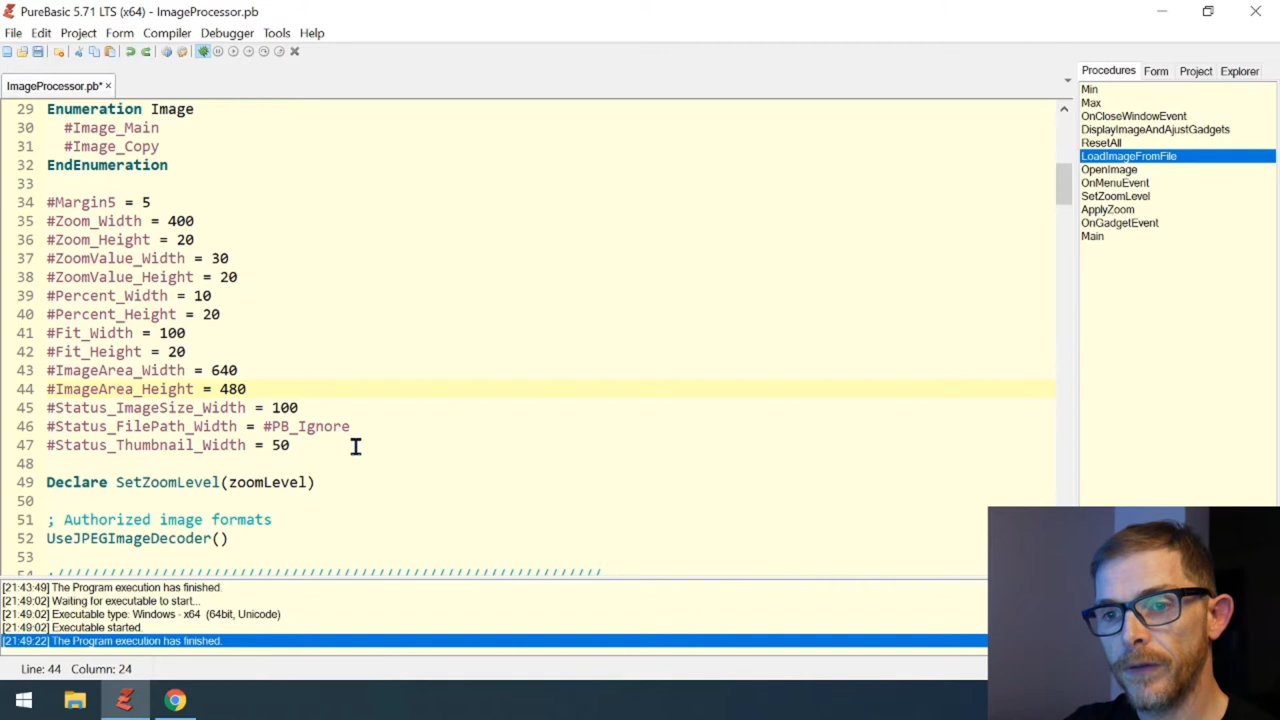 PureBasic 5.71 LTS (x64) - ImageProcessor.pb
File Edit Project Form Compiler Debugger Tools Help
ImageProcessor.pb*
Procedures Form Project Explorer
Min
Max
OnCloseWindowEvent
DisplayImageAndAjustGadgets
ResetAll
LoadImageFromFile
OpenImage
OnMenuEvent
SetZoomLevel
ApplyZoom
OnGadgetEvent
Main
29 Enumeration Image
30 #Image_Main
31 #Image_Copy
32 EndEnumeration
33
34 #Margin5 = 5
35 #Zoom_Width = 400
36 #Zoom_Height = 20
37 #ZoomValue_Width = 30
38 #ZoomValue_Height = 20
39 #Percent_Width = 10
40 #Percent_Height = 20
41 #Fit_Width = 100
42 #Fit_Height = 20
43 #ImageArea_Width = 640
44 #ImageArea_Height = 480
45 #Status_ImageSize_Width = 100
46 #Status_FilePath_Width = #PB_Ignore
47 #Status_Thumbnail_Width = 50
48
49 Declare SetZoomLevel(zoomLevel)
50
51 ; Authorized image formats
52 UseJPEGImageDecoder()
53
[21:43:49] The Program execution has finished.
[21:49:02] Waiting for executable to start...
[21:49:02] Executable type: Windows - x64 (64bit, Unicode)
[21:49:02] Executable started.
[21:49:22] The Program execution has finished.
Line: 44 Column: 24